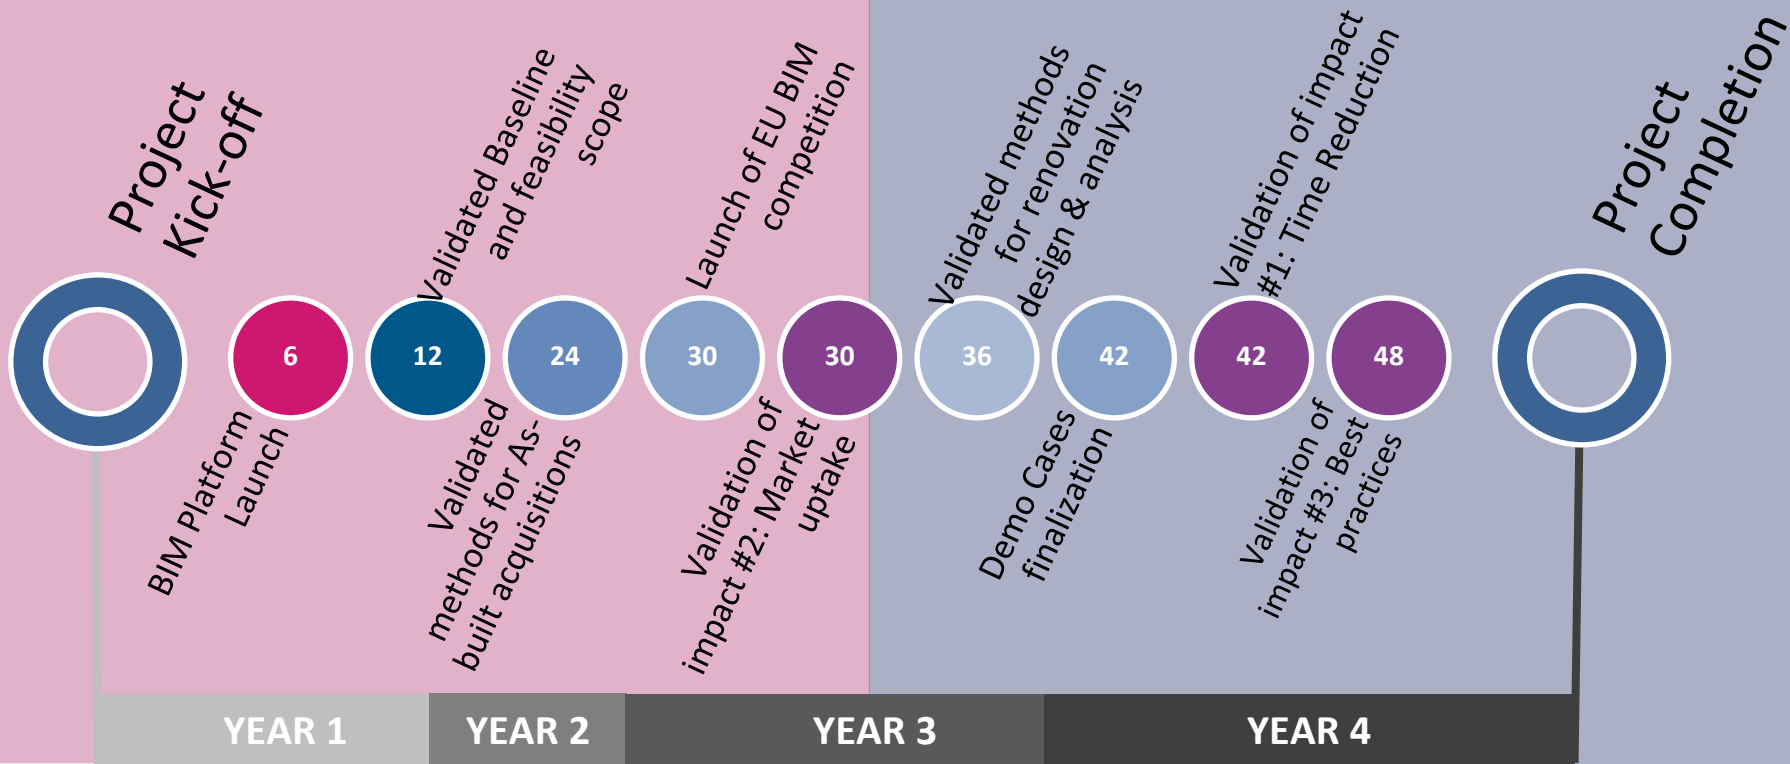 Project
Kick-off
6
BIM Platform
Launch
12
Validated Baseline
and feasibility
scope
24
Validated
methods for As-
built acquisitions
30
Launch of EU BIM
competition
30
Validation of
impact #2: Market
uptake
36
Validated methods
for renovation
design & analysis
42
Demo Cases
finalization
42
Validation of impact
#1: Time Reduction
48
Validation of
impact #3: Best
practices
Project
Completion
YEAR 1
YEAR 2
YEAR 3
YEAR 4